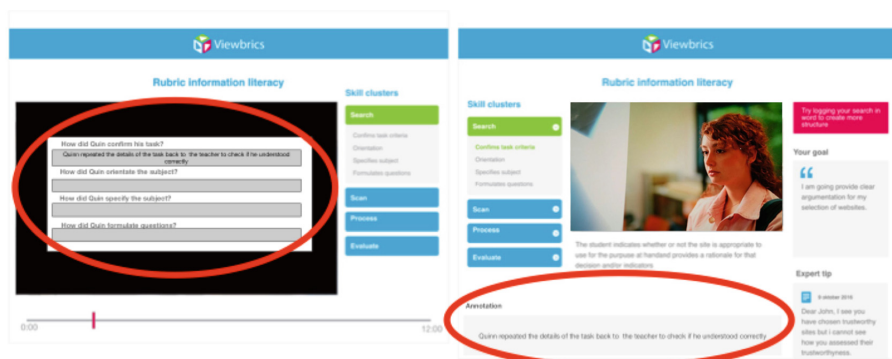 Viewbrics
Rubric information literacy
Skill clusters
Search
Confirms task criteria
Orientation
Specifies subject
Formulates questions
Scan
Process
Evaluate
How did Quin confirm his task?
Quinn repeated the details of the task back to the teacher to check if he understood
correctly
How did Quin orientate the subject?
How did Quin specify the subject?
How did Quin formulate questions?
0:00
12:00
Viewbrics
Rubric information literacy
Skill clusters
Search
Confirms task criteria
Orientation
Specifies subject
Formulates questions
Scan
Process
Evaluate
The student indicates whether or not the site is appropriate to
use for the purpose at handand provides a rationale for that
decision and/or indicators
Annotation
Quinn repeated the details of the task back to the teacher to check if he understood correctly
Try logging your search in
word to create more
structure
Your goal
I am going provide clear
argumentation for my
selection of websites.
Expert tip
9 oktober 2016
Dear John, I see you
have chosen trustworthy
sites but i cannot see
how you assessed their
trustworthyness.